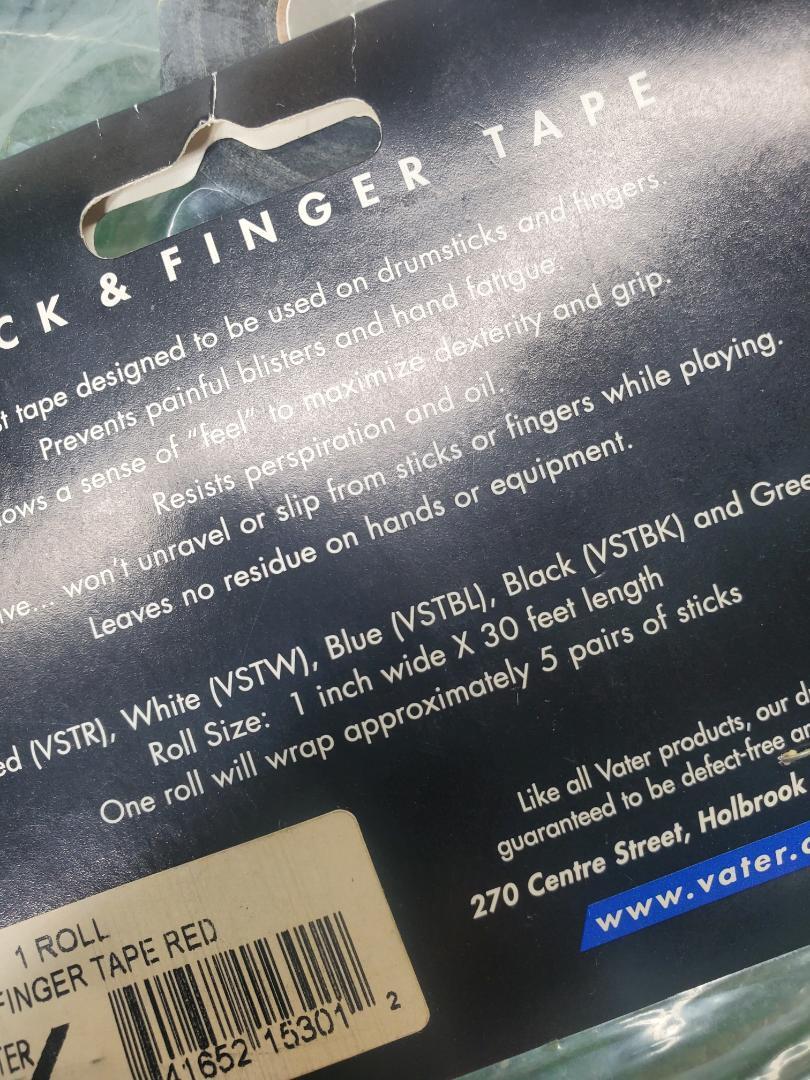 CK & FINGER TAPE
st tape designed to be used on drumsticks and fingers.
Prevents painful blisters and hand fatigue.
lows a sense of “feel” to maximize dexterity and grip.
Resists perspiration and oil.
ive... won’t unravel or slip from sticks or fingers while playing.
Leaves no residue on hands or equipment.
ed (VSTR), White (VSTW), Blue (VSTBL), Black (VSTBK) and Gree
Roll Size: 1 inch wide X 30 feet length
One roll will wrap approximately 5 pairs of sticks
Like all Vater products, our d
guaranteed to be defect-free an
270 Centre Street, Holbrook
www.vater.c
1 ROLL
FINGER TAPE RED
TER
41652 15301 2